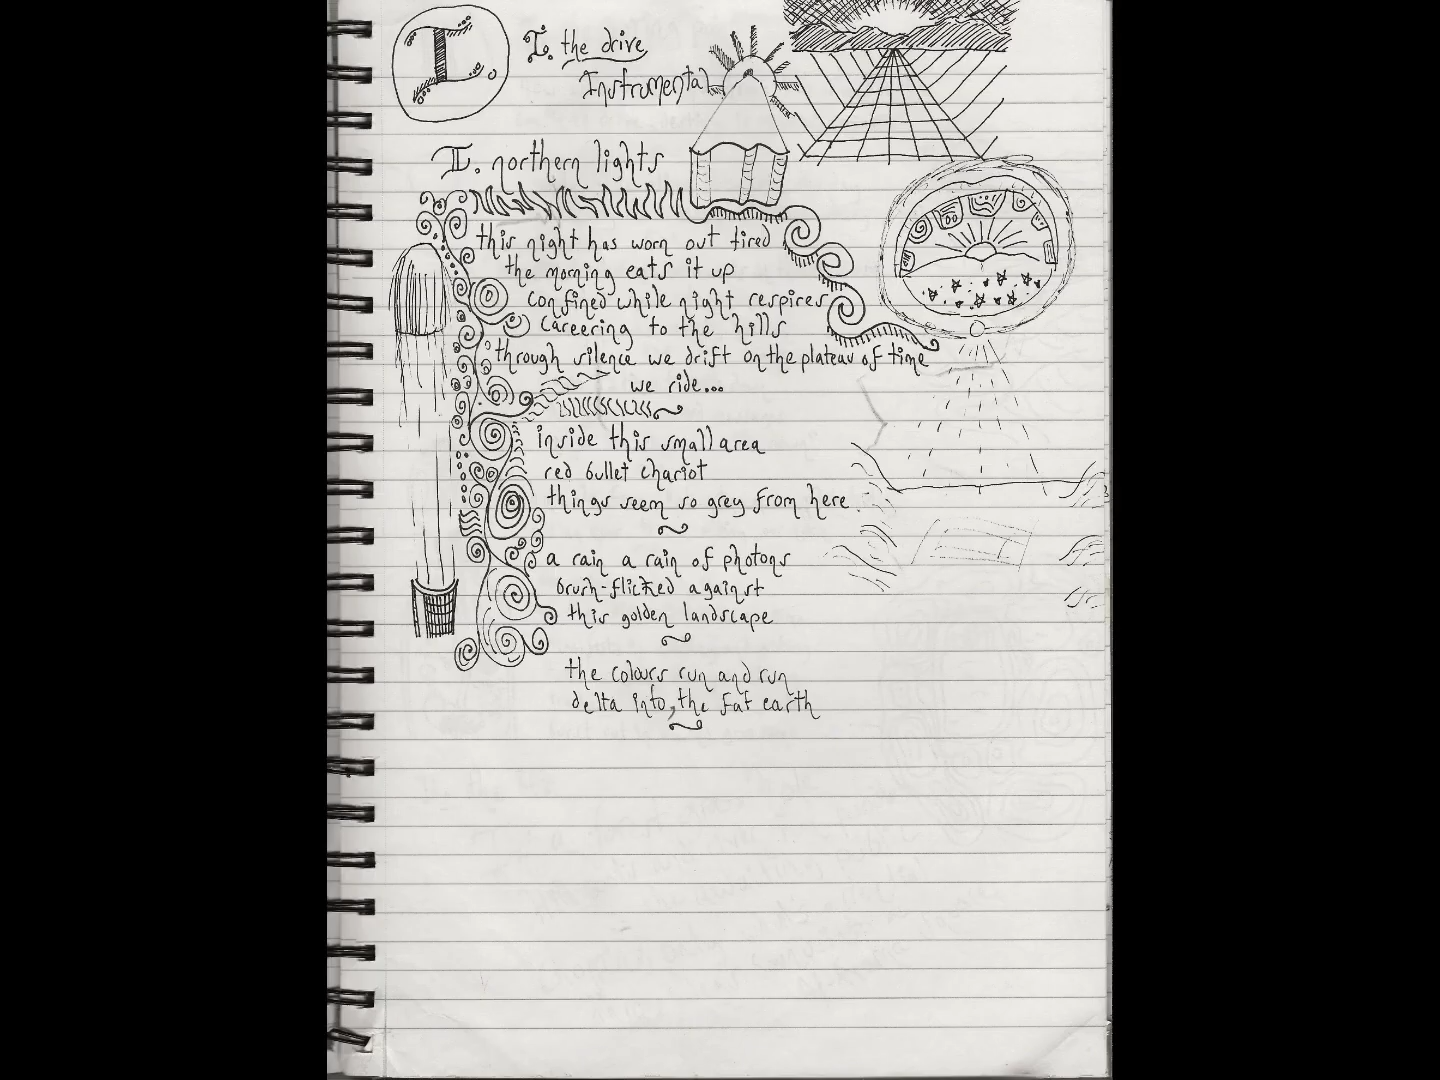 I.
I. the drive
Instrumental
I. northern lights
this night has worn out tired
the morning eats it up
confined while night respires
careering to the hills
through silence we drift on the plateau of time
we ride...
inside this small area
red bullet chariot
things seem so grey from here
a rain a rain of photons
brush-flicked against
this golden landscape
the colours run and run
delta into, the fat earth